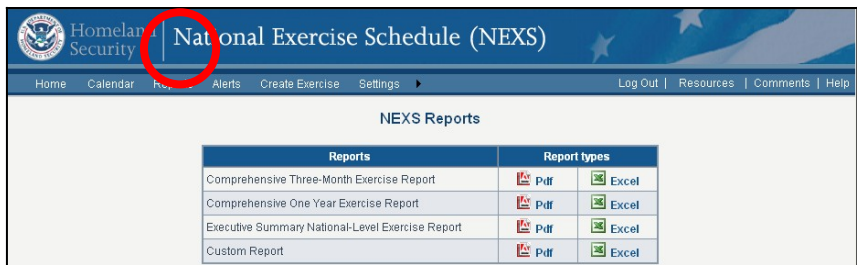 Homeland
Security
National Exercise Schedule (NEXS)
Home Calendar Reports Alerts Create Exercise Settings Log Out | Resources | Comments | Help
NEXS Reports
Reports Report types
Comprehensive Three-Month Exercise Report Pdf Excel
Comprehensive One Year Exercise Report Pdf Excel
Executive Summary National-Level Exercise Report Pdf Excel
Custom Report Pdf Excel